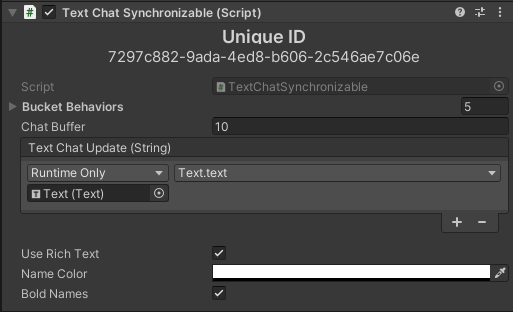 Text Chat Synchronizable (Script)
Unique ID
7297c882-9ada-4ed8-b606-2c546ae7c06e
Script TextChatSynchronizable
Bucket Behaviors 5
Chat Buffer 10
Text Chat Update (String)
Runtime Only Text.text
Text (Text)
Use Rich Text
Name Color
Bold Names